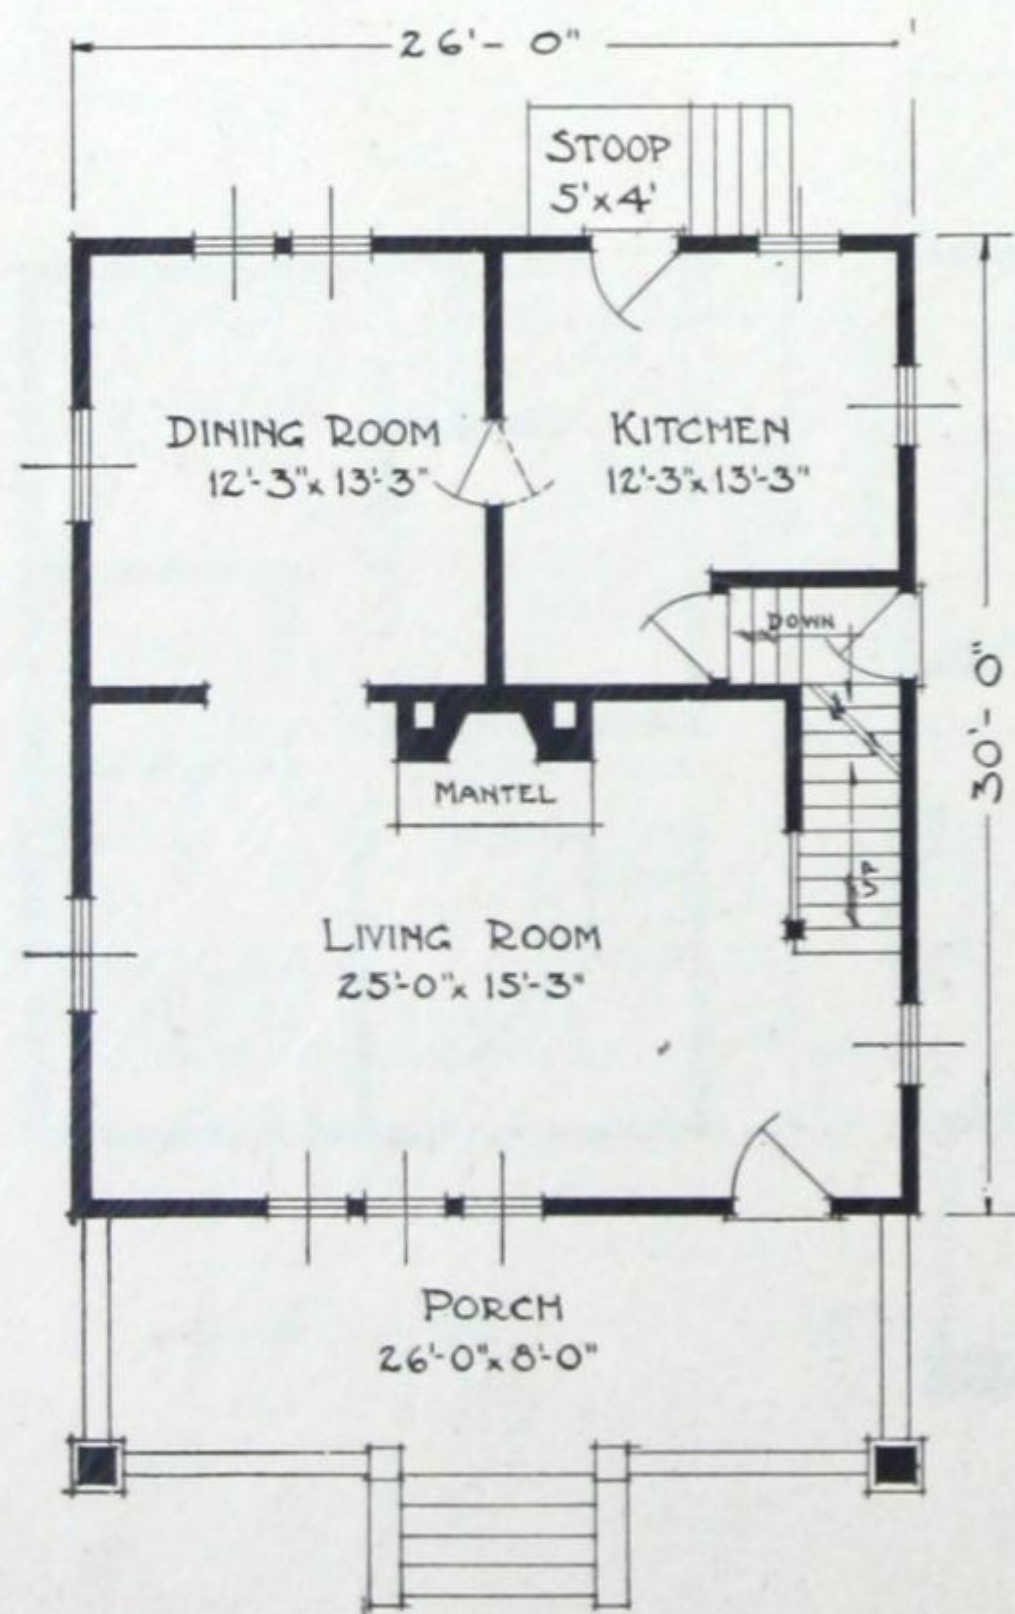 26'- 0"
STOOP
5'x4'
DINING ROOM
12'-3"x 13'-3"
KITCHEN
12'-3"x 13'-3"
DOWN
30'- 0"
MANTEL
UP
LIVING ROOM
25'-0"x 15'-3"
PORCH
26'-0"x 8'-0"